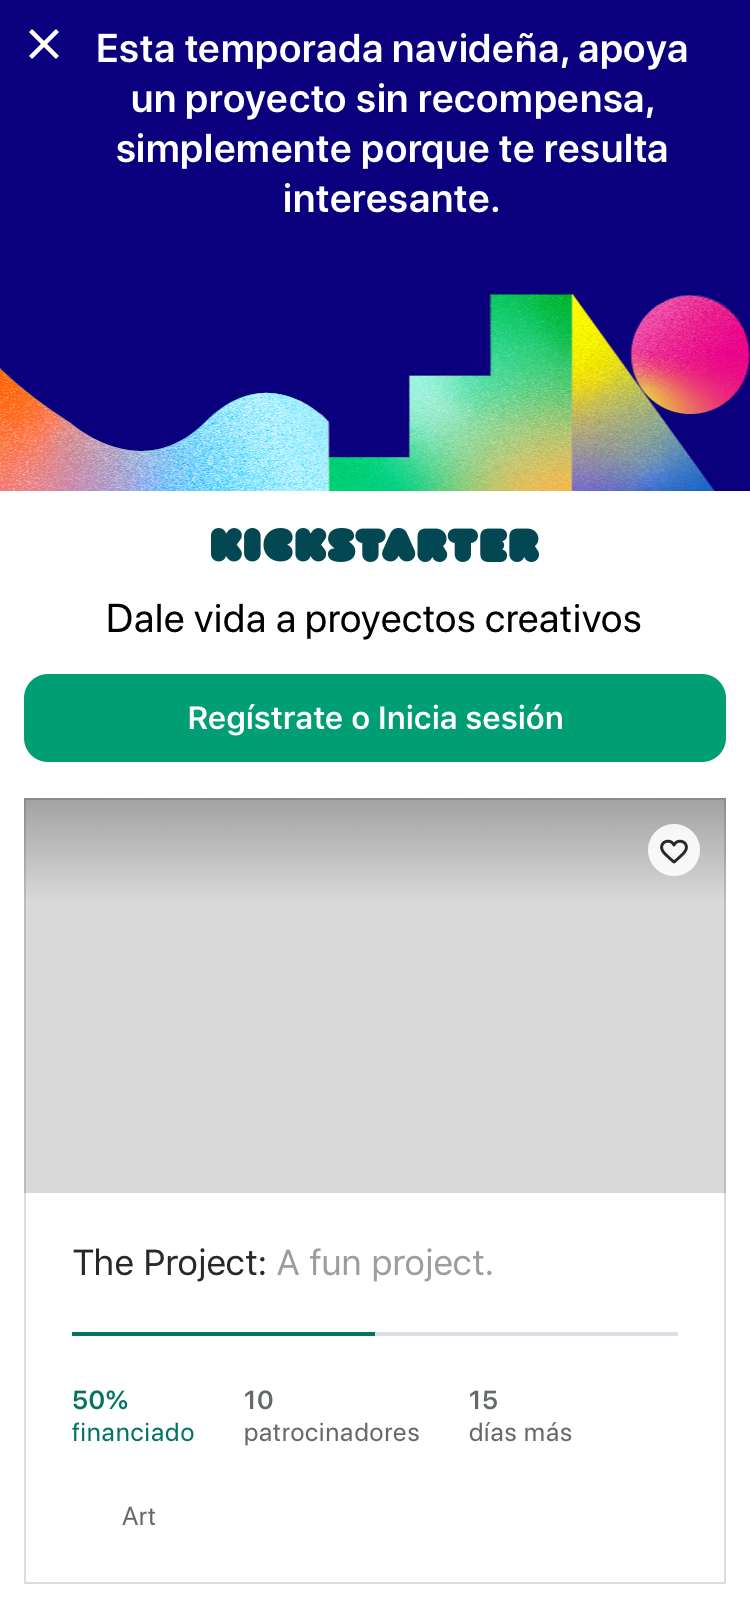 Esta temporada navideña, apoya
un proyecto sin recompensa,
simplemente porque te resulta
interesante.
KICKSTARTER
Dale vida a proyectos creativos
Regístrate o Inicia sesión
The Project: A fun project.
50%
financiado
10
patrocinadores
15
días más
Art